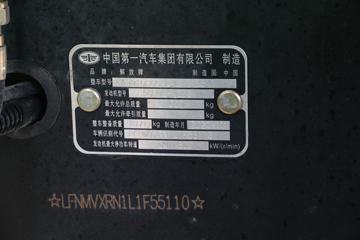 中国第一汽车集团有限公司 制造
品牌 解放牌 制造国 中国
整车型号
发动机型号
最大允许总质量 kg
最大允许牵引质量 kg
整车整备质量 kg 制造年月
车辆识别代号
发动机最大净功率/转速 kW/(r/min)
☆LFNMVXRN1L1F55110☆